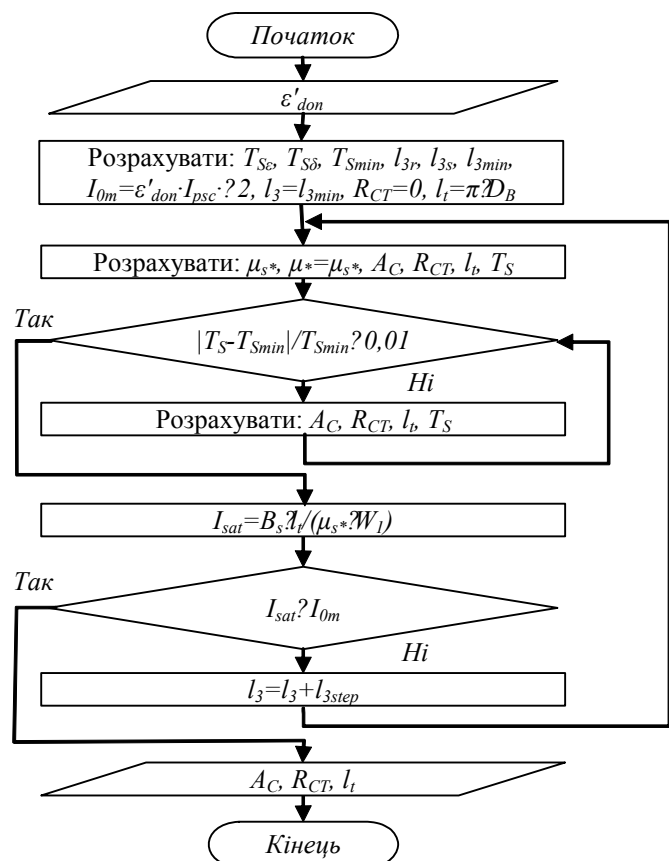 Початок
ε'don
Розрахувати: TSε, TSδ, TSmin, l3r, l3s, l3min,
I0m=ε'don·Ipsc·?2, l3=l3min, RCT=0, lt=π?DB
Розрахувати: μs*, μ*=μs*, AC, RCT, lt, TS
Так
|TS-TSmin|/TSmin?0,01
Ні
Розрахувати: AC, RCT, lt, TS
Isat=Bs?lt/(μs*?W1)
Так
Isat?I0m
Ні
l3=l3+l3step
AC, RCT, lt
Кінець